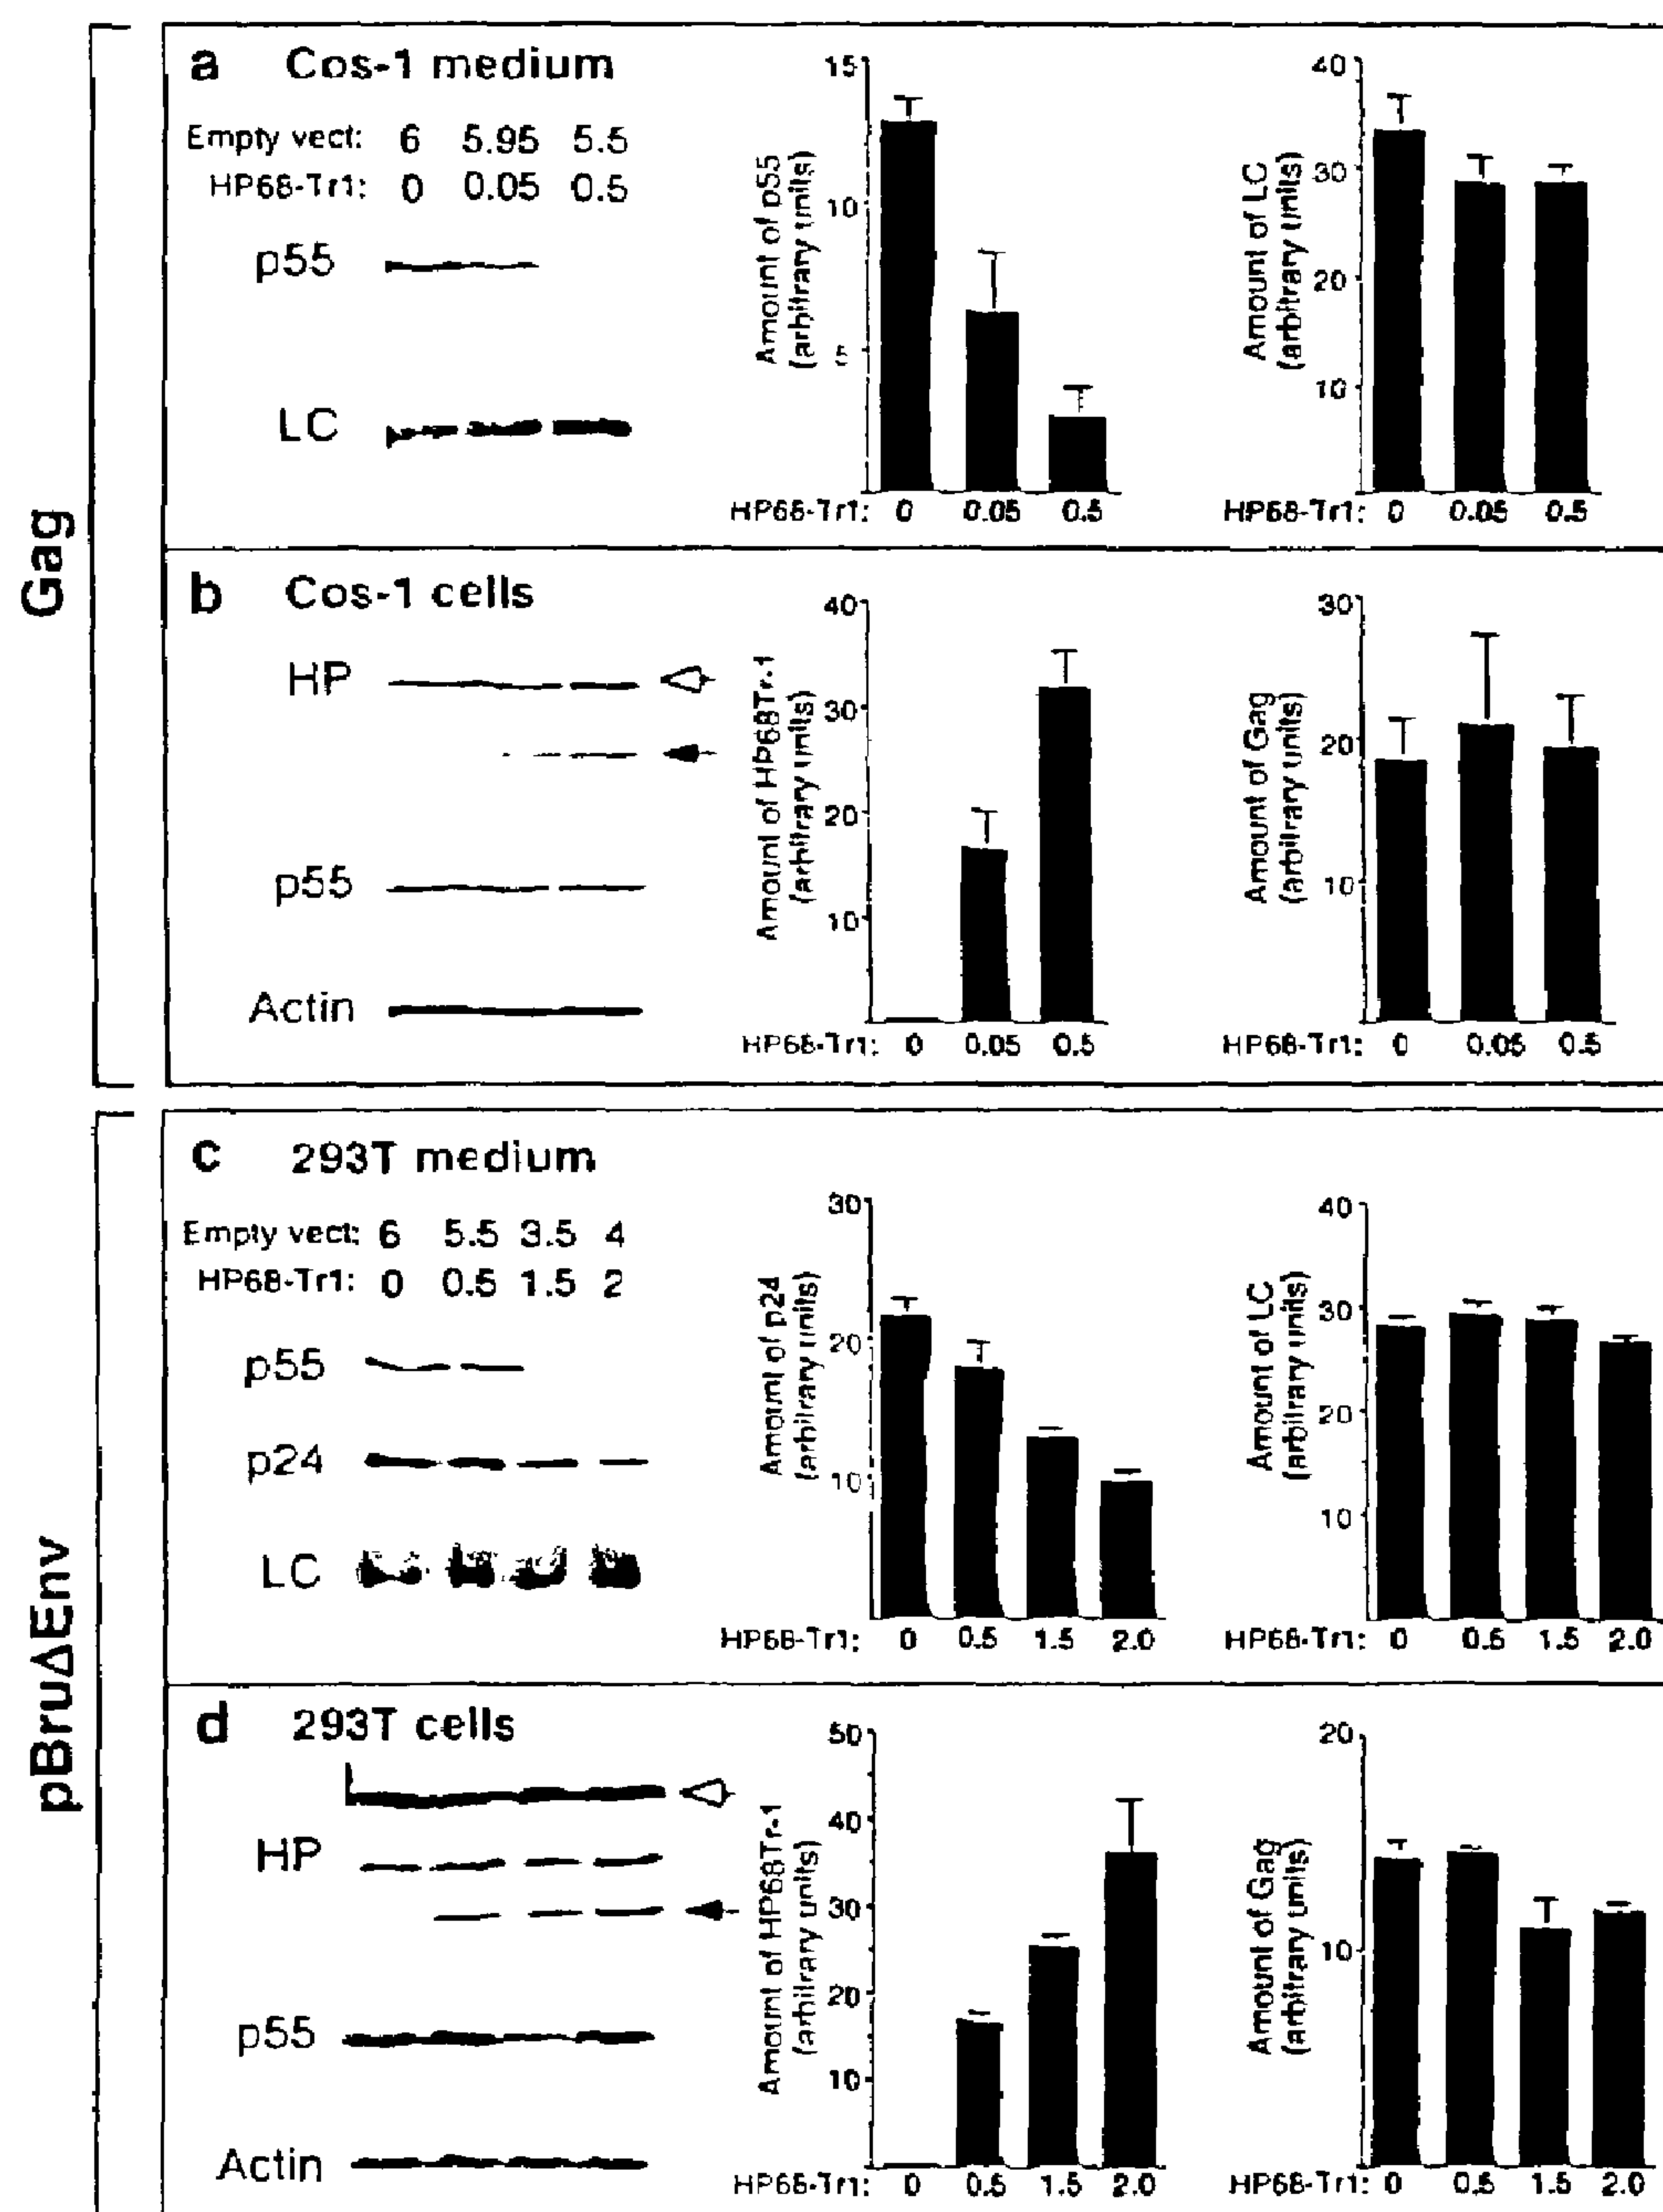 Gag
a Cos-1 medium
Empty vect: 6 5.95 5.5
HP68-Tr1: 0 0.05 0.5
p55
LC
Amount of p55
(arbitrary units)
15
10
5
HP68-Tr1: 0 0.05 0.5
Amount of LC
(arbitrary units)
40
30
20
10
HP68-Tr1: 0 0.05 0.5
b Cos-1 cells
HP
p55
Actin
Amount of HP68Tr-1
(arbitrary units)
40
30
20
10
HP68-Tr1: 0 0.05 0.5
Amount of Gag
(arbitrary units)
30
20
10
HP68-Tr1: 0 0.05 0.5
pBruΔEnv
c 293T medium
Empty vect: 6 5.5 3.5 4
HP68-Tr1: 0 0.5 1.5 2
p55
p24
LC
Amount of p24
(arbitrary units)
30
20
10
HP68-Tr1: 0 0.5 1.5 2.0
Amount of LC
(arbitrary units)
40
30
20
10
HP68-Tr1: 0 0.5 1.5 2.0
d 293T cells
HP
p55
Actin
Amount of HP68Tr-1
(arbitrary units)
50
40
30
20
10
HP68-Tr1: 0 0.5 1.5 2.0
Amount of Gag
(arbitrary units)
20
10
HP68-Tr1: 0 0.5 1.5 2.0